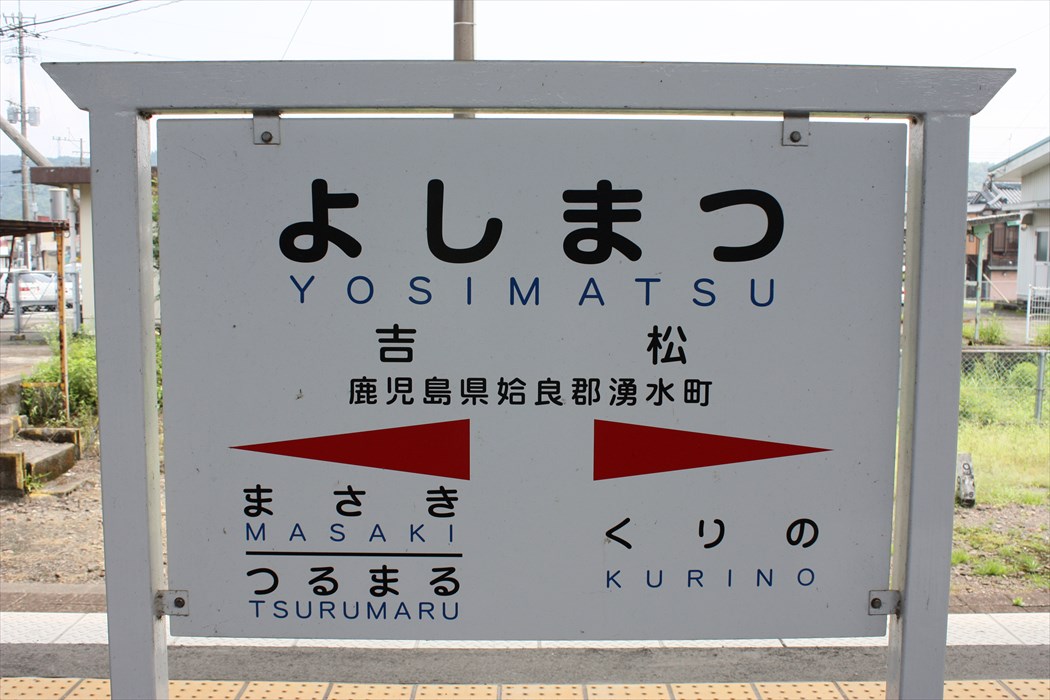 よしまつ
YOSIMATSU
吉松
鹿児島県姶良郡湧水町
まさき
MASAKI
つるまる
TSURUMARU
くりの
KURINO